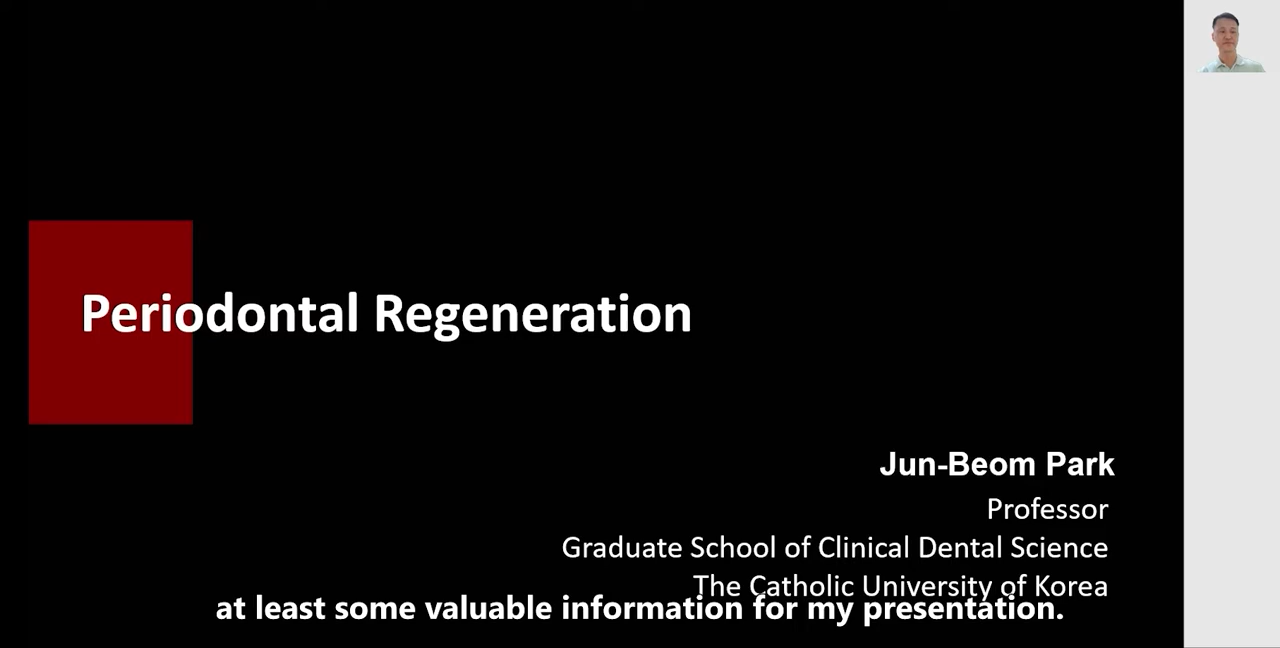 Periodontal Regeneration
Jun-Beom Park
Professor
Graduate School of Clinical Dental Science
The Catholic University of Korea
at least some valuable information for my presentation.